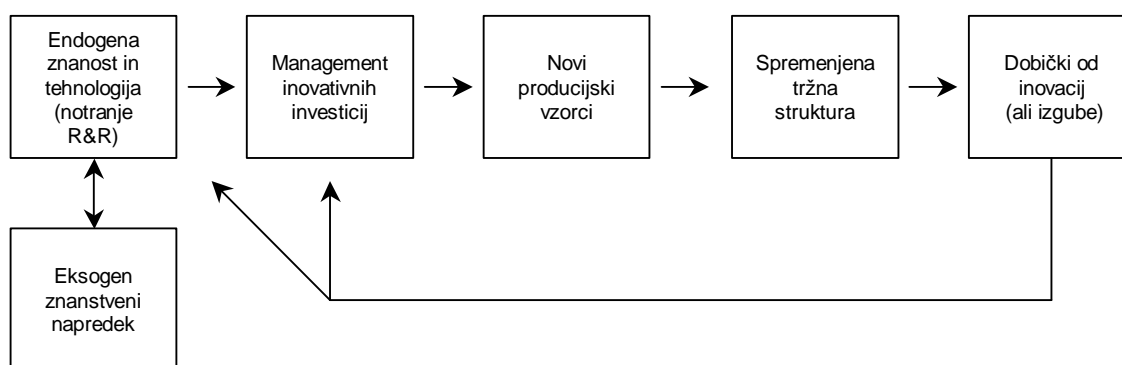 Endogena
znanost in
tehnologija
(notranje
R&R)
Management
inovativnih
investicij
Novi
producijski
vzorci
Spremenjena
tržna
struktura
Dobički od
inovacij
(ali izgube)
Eksogen
znanstveni
napredek